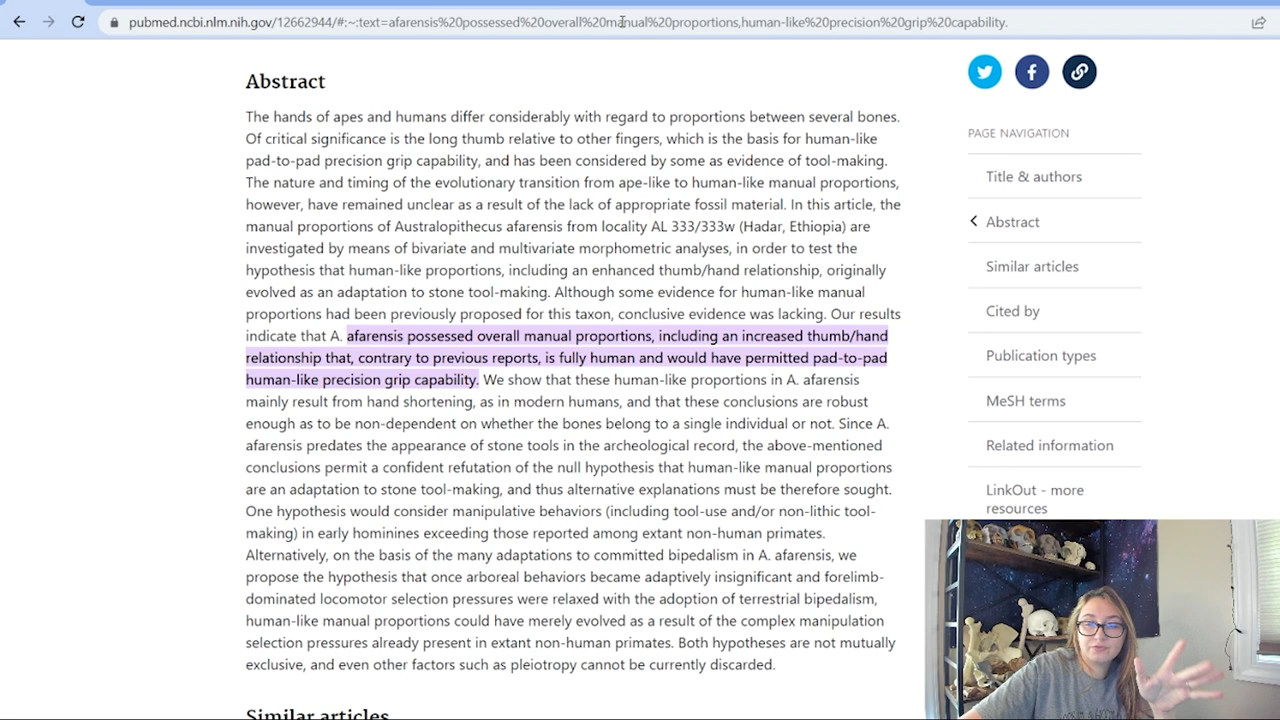 pubmed.ncbi.nlm.nih.gov/12662944/#:~:text=afarensis%20possessed%20overall%20manual%20proportions,human-like%20precision%20grip%20capability.
Abstract
The hands of apes and humans differ considerably with regard to proportions between several bones.
Of critical significance is the long thumb relative to other fingers, which is the basis for human-like
pad-to-pad precision grip capability, and has been considered by some as evidence of tool-making.
The nature and timing of the evolutionary transition from ape-like to human-like manual proportions,
however, have remained unclear as a result of the lack of appropriate fossil material. In this article, the
manual proportions of Australopithecus afarensis from locality AL 333/333w (Hadar, Ethiopia) are
investigated by means of bivariate and multivariate morphometric analyses, in order to test the
hypothesis that human-like proportions, including an enhanced thumb/hand relationship, originally
evolved as an adaptation to stone tool-making. Although some evidence for human-like manual
proportions had been previously proposed for this taxon, conclusive evidence was lacking. Our results
indicate that A. afarensis possessed overall manual proportions, including an increased thumb/hand
relationship that, contrary to previous reports, is fully human and would have permitted pad-to-pad
human-like precision grip capability. We show that these human-like proportions in A. afarensis
mainly result from hand shortening, as in modern humans, and that these conclusions are robust
enough as to be non-dependent on whether the bones belong to a single individual or not. Since A.
afarensis predates the appearance of stone tools in the archeological record, the above-mentioned
conclusions permit a confident refutation of the null hypothesis that human-like manual proportions
are an adaptation to stone tool-making, and thus alternative explanations must be therefore sought.
One hypothesis would consider manipulative behaviors (including tool-use and/or non-lithic tool-
making) in early hominines exceeding those reported among extant non-human primates.
Alternatively, on the basis of the many adaptations to committed bipedalism in A. afarensis, we
propose the hypothesis that once arboreal behaviors became adaptively insignificant and forelimb-
dominated locomotor selection pressures were relaxed with the adoption of terrestrial bipedalism,
human-like manual proportions could have merely evolved as a result of the complex manipulation
selection pressures already present in extant non-human primates. Both hypotheses are not mutually
exclusive, and even other factors such as pleiotropy cannot be currently discarded.
Similar articles
PAGE NAVIGATION
Title & authors
Abstract
Similar articles
Cited by
Publication types
MeSH terms
Related information
LinkOut - more
resources